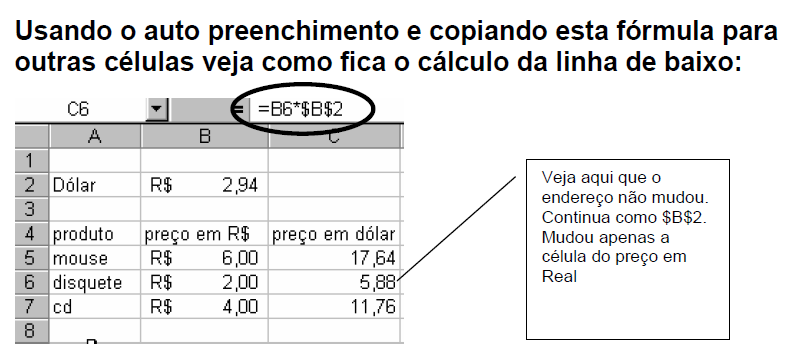 Usando o auto preenchimento e copiando esta fórmula para
outras células veja como fica o cálculo da linha de baixo:
C6 = =B6*$B$2
A B C
1
2 Dólar R$ 2,94
3
4 produto preço em R$ preço em dólar
5 mouse R$ 6,00 17,64
6 disquete R$ 2,00 5,88
7 cd R$ 4,00 11,76
8
Veja aqui que o
endereço não mudou.
Continua como $B$2.
Mudou apenas a
célula do preço em
Real